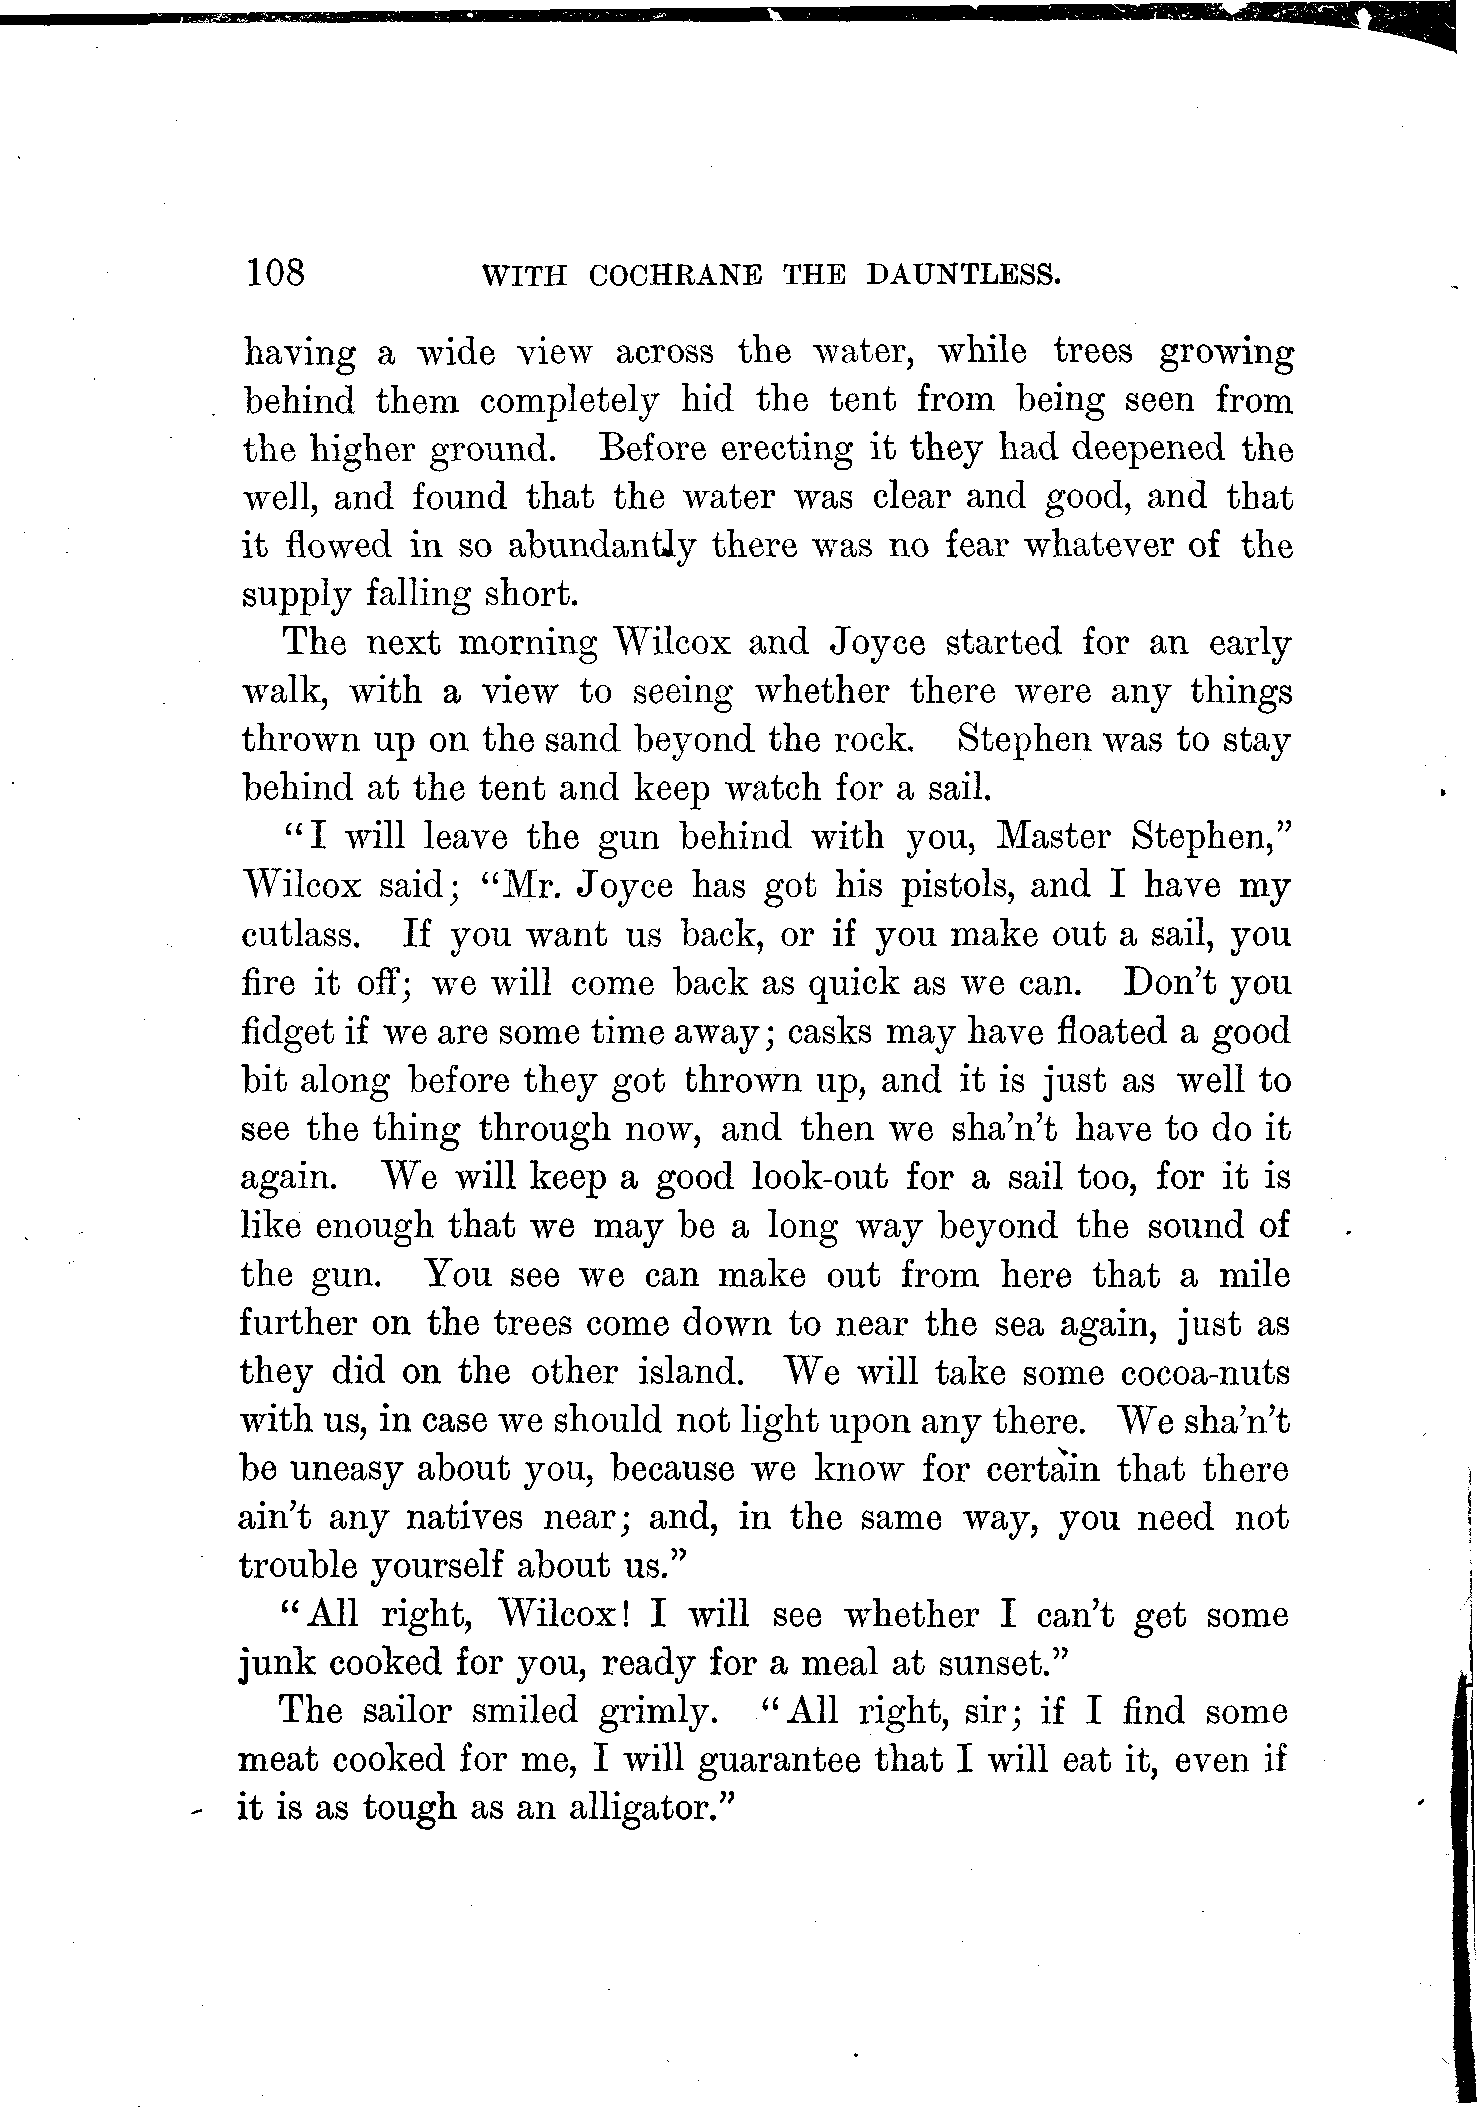 108 WITH COCHRANE THE DAUNTLESS.
having a wide view across the water, while trees growing
behind them completely hid the tent from being seen from
the higher ground. Before erecting it they had deepened the
well, and found that the water was clear and good, and that
it flowed in so abundantly there was no fear whatever of the
supply falling short.
The next morning Wilcox and Joyce started for an early
walk, with a view to seeing whether there were any things
thrown up on the sand beyond the rock. Stephen was to stay
behind at the tent and keep watch for a sail.
“I will leave the gun behind with you, Master Stephen,”
Wilcox said; “Mr. Joyce has got his pistols, and I have my
cutlass. If you want us back, or if you make out a sail, you
fire it off; we will come back as quick as we can. Don't you
fidget if we are some time away; casks may have floated a good
bit along before they got thrown up, and it is just as well to
see the thing through now, and then we sha'n't have to do it
again. We will keep a good look-out for a sail too, for it is
like enough that we may be a long way beyond the sound of
the gun. You see we can make out from here that a mile
further on the trees come down to near the sea again, just as
they did on the other island. We will take some cocoa-nuts
with us, in case we should not light upon any there. We sha'n't
be uneasy about you, because we know for certain that there
ain't any natives near; and, in the same way, you need not
trouble yourself about us.”
“All right, Wilcox! I will see whether I can't get some
junk cooked for you, ready for a meal at sunset.”
The sailor smiled grimly. “All right, sir; if I find some
meat cooked for me, I will guarantee that I will eat it, even if
it is as tough as an alligator.”